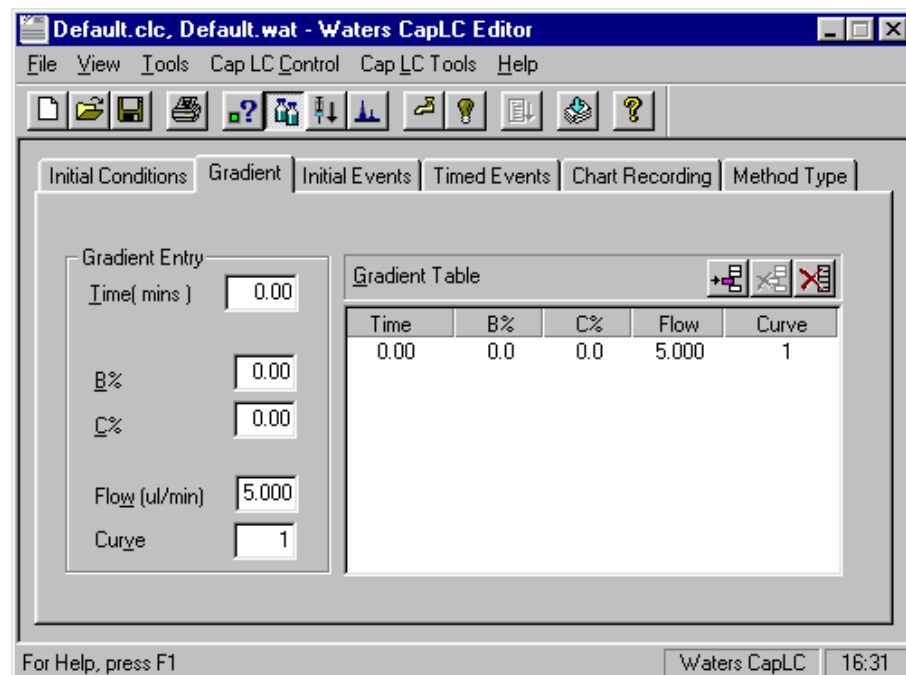 Default.clc, Default.wat - Waters CapLC Editor
File View Tools Cap LC Control Cap LC Tools Help
Initial Conditions Gradient Initial Events Timed Events Chart Recording Method Type
Gradient Entry
Time( mins ) 0.00
B% 0.00
C% 0.00
Flow (ul/min) 5.000
Curve 1
Gradient Table
Time B% C% Flow Curve
0.00 0.0 0.0 5.000 1
For Help, press F1 Waters CapLC 16:31